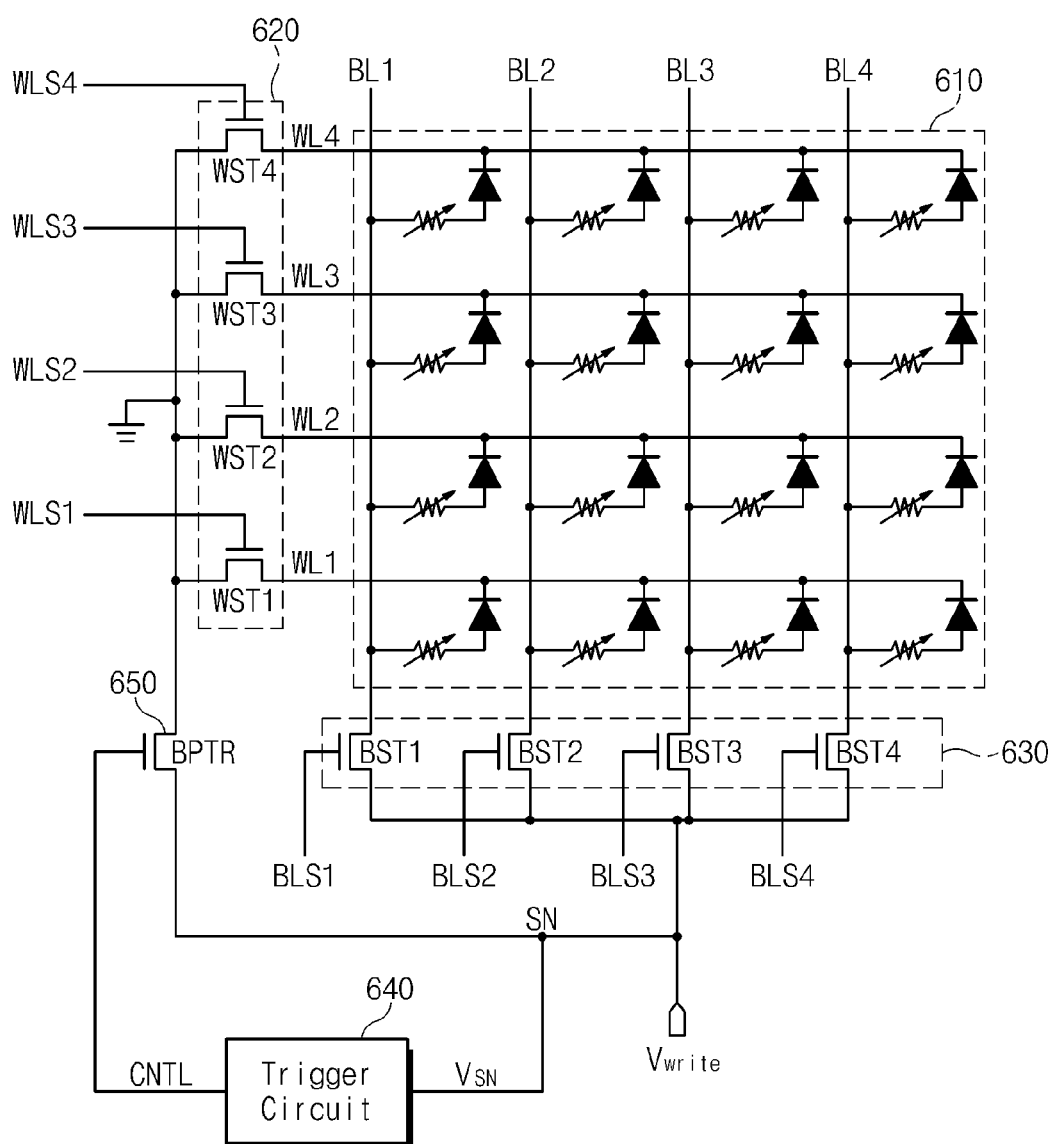 620
BL1 BL2 BL3 BL4
610
WLS4
WL4
WST4
WLS3
WL3
WST3
WLS2
WL2
WST2
WLS1
WL1
WST1
650
BPTR
BST1 BST2 BST3 BST4
630
BLS1 BLS2 BLS3 BLS4
SN
640
Vwrite
CNTL
Trigger
Circuit
VSN